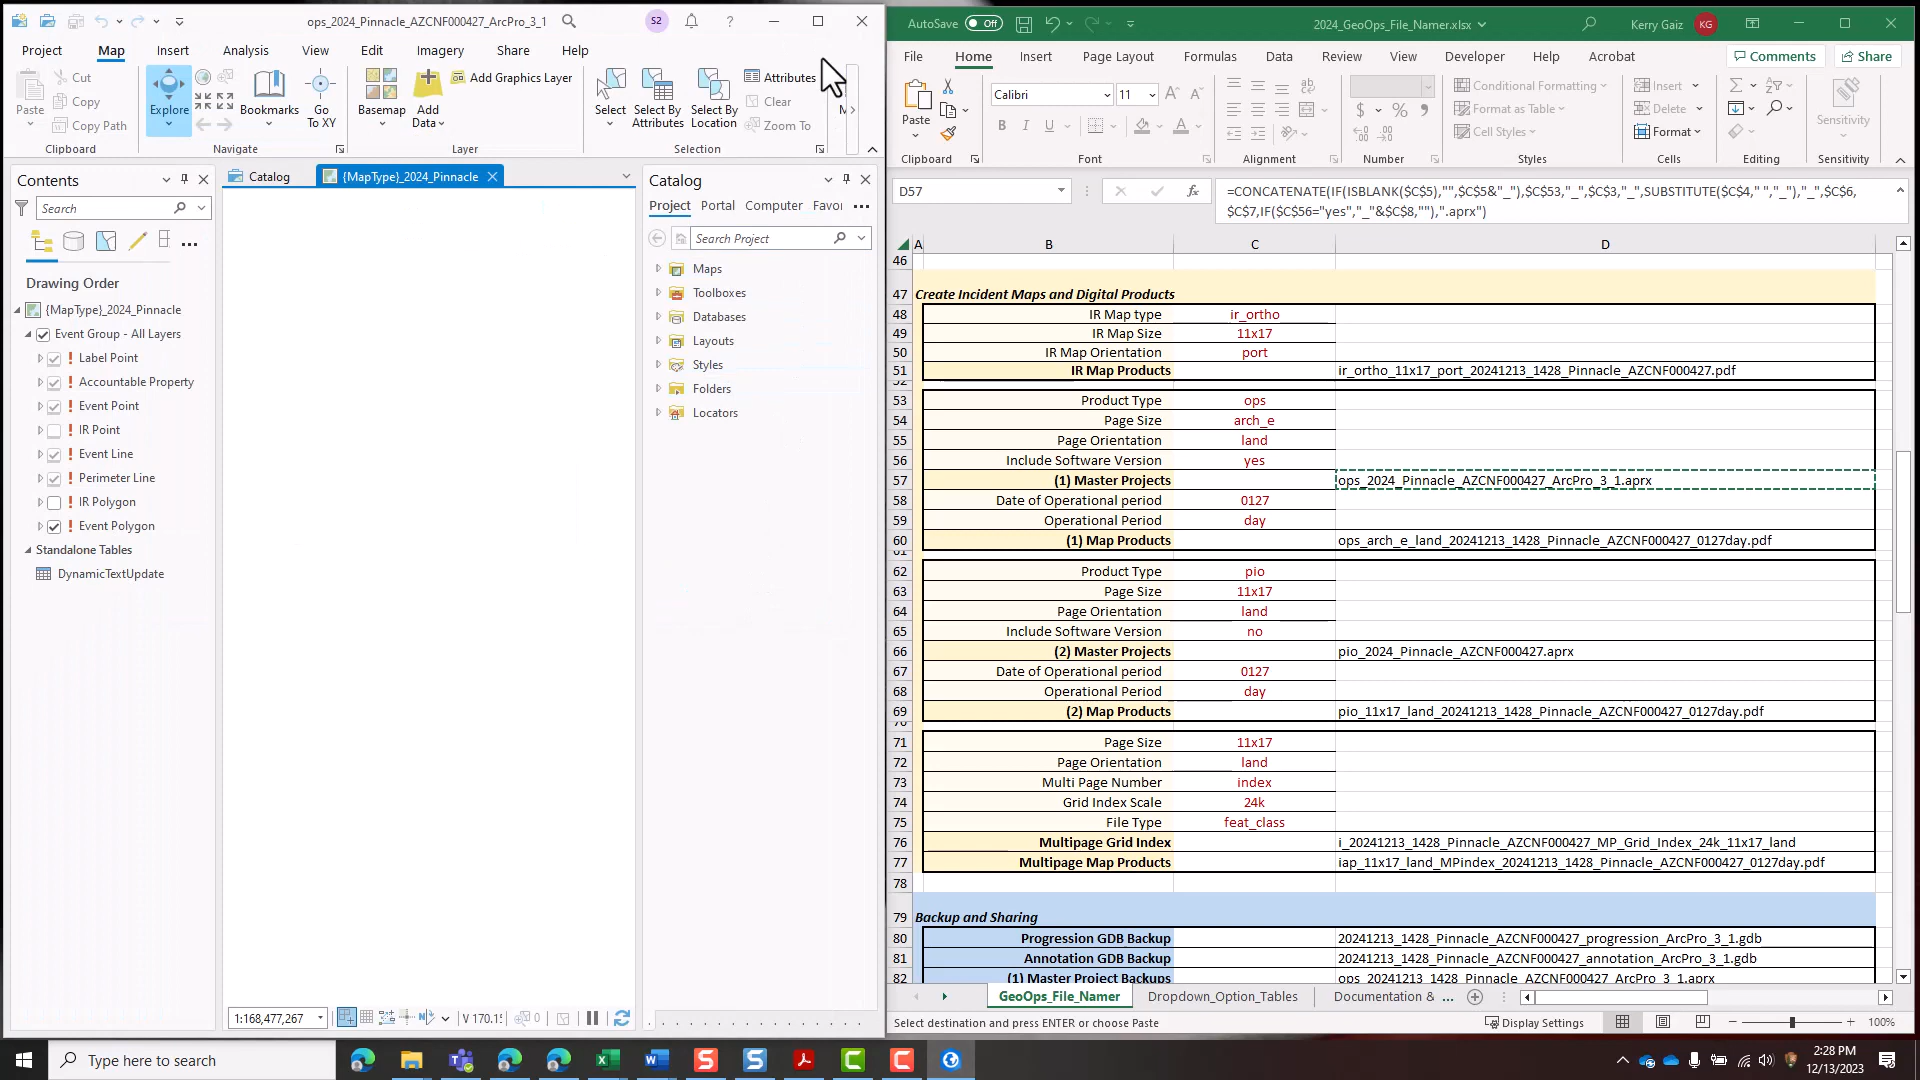 ops_2024_Pinnacle_AZCNF000427_ArcPro_3_1
S2
?
Project Map Insert Analysis View Edit Imagery Share Help
Paste
Cut
Copy
Copy Path
Clipboard
Explore
Bookmarks
Go To XY
Navigate
Basemap
Add Data
Add Graphics Layer
Layer
Select
Select By Attributes
Select By Location
Attributes
Clear
Zoom To
Selection
Contents
Search
Drawing Order
{MapType}_2024_Pinnacle
Event Group - All Layers
Label Point
Accountable Property
Event Point
IR Point
Event Line
Perimeter Line
IR Polygon
Event Polygon
Standalone Tables
DynamicTextUpdate
Catalog
{MapType}_2024_Pinnacle
1:168,477,267
V 170.1
0
Catalog
Project Portal Computer Favo
Search Project
Maps
Toolboxes
Databases
Layouts
Styles
Folders
Locators
AutoSave Off
2024_GeoOps_File_Namer.xlsx
Kerry Gaiz KG
File Home Insert Page Layout Formulas Data Review View Developer Help Acrobat
Comments Share
Paste
Clipboard
Calibri 11
B I U
Font
Alignment
$ %
Number
Conditional Formatting
Format as Table
Cell Styles
Styles
Insert
Delete
Format
Cells
Editing
Sensitivity
Sensitivity
D57
fx
=CONCATENATE(IF(ISBLANK($C$5),"",$C$5&"_"),$C$53,"_",$C$3,"_",SUBSTITUTE($C$4," ","_"),"_",$C$6,
$C$7,IF($C$56="yes","_"&$C$8,""),".aprx")
A B C D
46
47 Create Incident Maps and Digital Products
48 IR Map type ir_ortho
49 IR Map Size 11x17
50 IR Map Orientation port
51 IR Map Products ir_ortho_11x17_port_20241213_1428_Pinnacle_AZCNF000427.pdf
53 Product Type ops
54 Page Size arch_e
55 Page Orientation land
56 Include Software Version yes
57 (1) Master Projects ops_2024_Pinnacle_AZCNF000427_ArcPro_3_1.aprx
58 Date of Operational period 0127
59 Operational Period day
60 (1) Map Products ops_arch_e_land_20241213_1428_Pinnacle_AZCNF000427_0127day.pdf
62 Product Type pio
63 Page Size 11x17
64 Page Orientation land
65 Include Software Version no
66 (2) Master Projects pio_2024_Pinnacle_AZCNF000427.aprx
67 Date of Operational period 0127
68 Operational Period day
69 (2) Map Products pio_11x17_land_20241213_1428_Pinnacle_AZCNF000427_0127day.pdf
71 Page Size 11x17
72 Page Orientation land
73 Multi Page Number index
74 Grid Index Scale 24k
75 File Type feat_class
76 Multipage Grid Index i_20241213_1428_Pinnacle_AZCNF000427_MP_Grid_Index_24k_11x17_land
77 Multipage Map Products iap_11x17_land_MPindex_20241213_1428_Pinnacle_AZCNF000427_0127day.pdf
78
79 Backup and Sharing
80 Progression GDB Backup 20241213_1428_Pinnacle_AZCNF000427_progression_ArcPro_3_1.gdb
81 Annotation GDB Backup 20241213_1428_Pinnacle_AZCNF000427_annotation_ArcPro_3_1.gdb
82 (1) Master Project Backups ops_20241213_1428_Pinnacle_AZCNF000427_ArcPro_3_1.aprx
GeoOps_File_Namer Dropdown_Option_Tables Documentation & ...
Select destination and press ENTER or choose Paste
Display Settings
100%
Type here to search
2:28 PM
12/13/2023